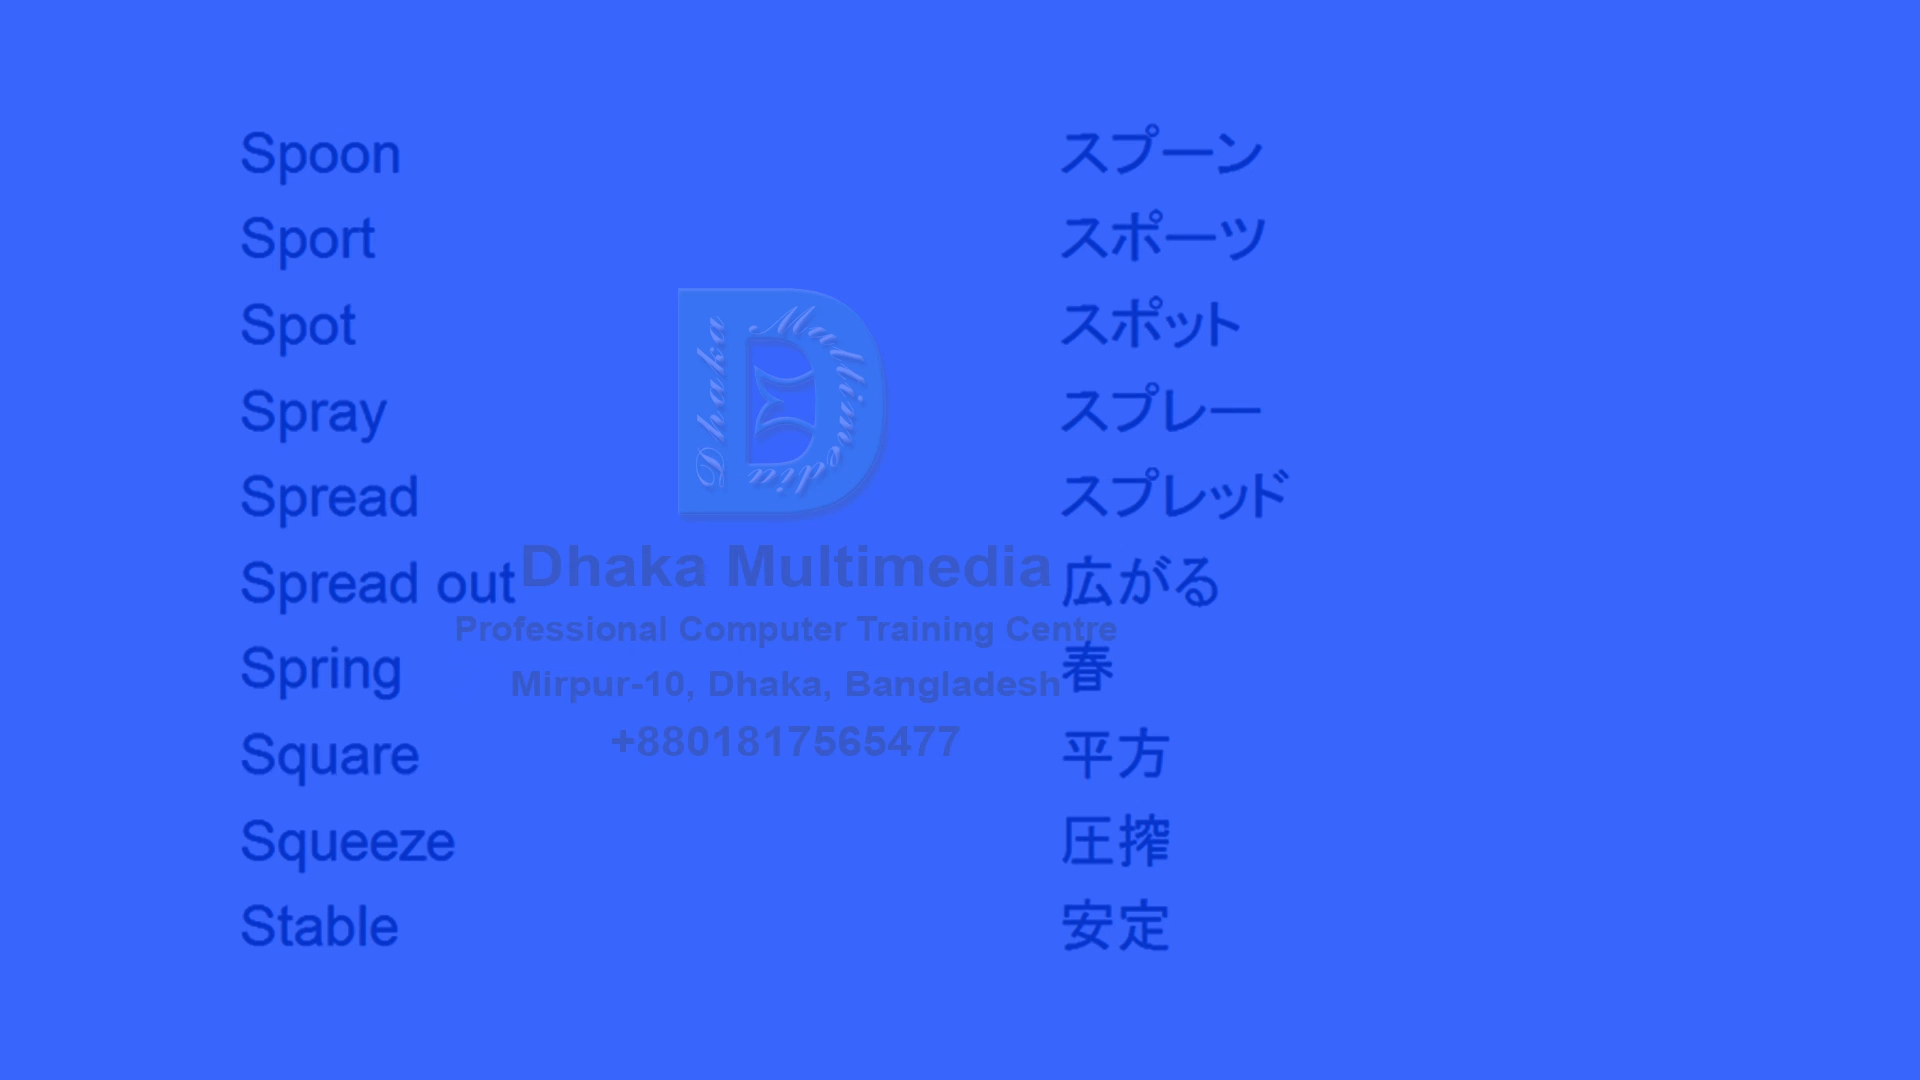 Spoon スプーン
Sport スポーツ
Spot スポット
Spray スプレー
Spread スプレッド
Spread out 広がる
Spring 春
Square 平方
Squeeze 圧搾
Stable 安定
Dhaka Multimedia
Dhaka Multimedia
Professional Computer Training Centre
Mirpur-10, Dhaka, Bangladesh
+8801817565477